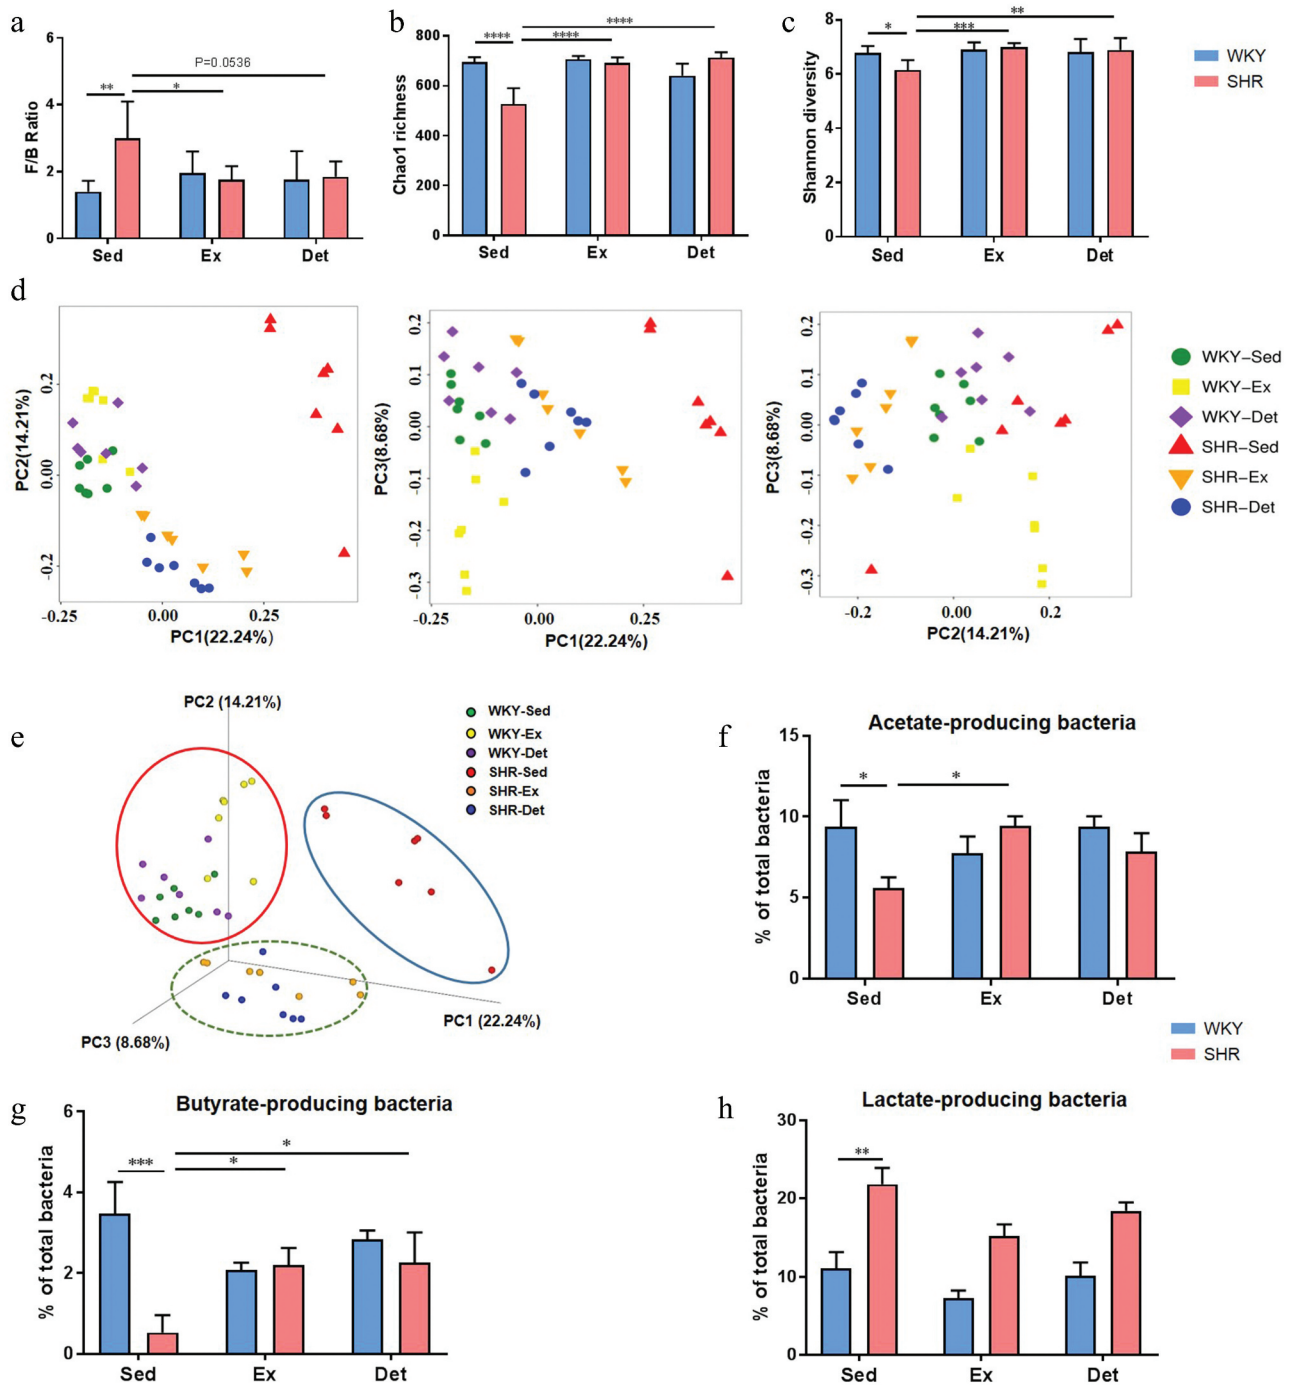 a
6
4
2
0
F/B Ratio
P=0.0536
**
*
Sed Ex Det
b
800
600
400
200
0
Chao1 richness
****
****
****
Sed Ex Det
c
8
6
4
2
0
Shannon diversity
**
*
***
Sed Ex Det
WKY
SHR
d
0.2
0.00
-0.2
PC2(14.21%)
-0.25 0.00 0.25
PC1(22.24%)
0.2
0.1
0.00
-0.1
-0.2
-0.3
PC3(8.68%)
-0.25 0.00 0.25
PC1(22.24%)
0.2
0.1
0.00
-0.1
-0.2
-0.3
PC3(8.68%)
-0.2 0.00 0.2
PC2(14.21%)
WKY–Sed
WKY–Ex
WKY–Det
SHR–Sed
SHR–Ex
SHR–Det
e
PC2 (14.21%)
WKY-Sed
WKY-Ex
WKY-Det
SHR-Sed
SHR-Ex
SHR-Det
PC1 (22.24%)
PC3 (8.68%)
f
Acetate-producing bacteria
15
10
5
0
% of total bacteria
*
*
Sed Ex Det
WKY
SHR
g
Butyrate-producing bacteria
6
4
2
0
% of total bacteria
*
***
*
Sed Ex Det
h
Lactate-producing bacteria
30
20
10
0
% of total bacteria
**
Sed Ex Det